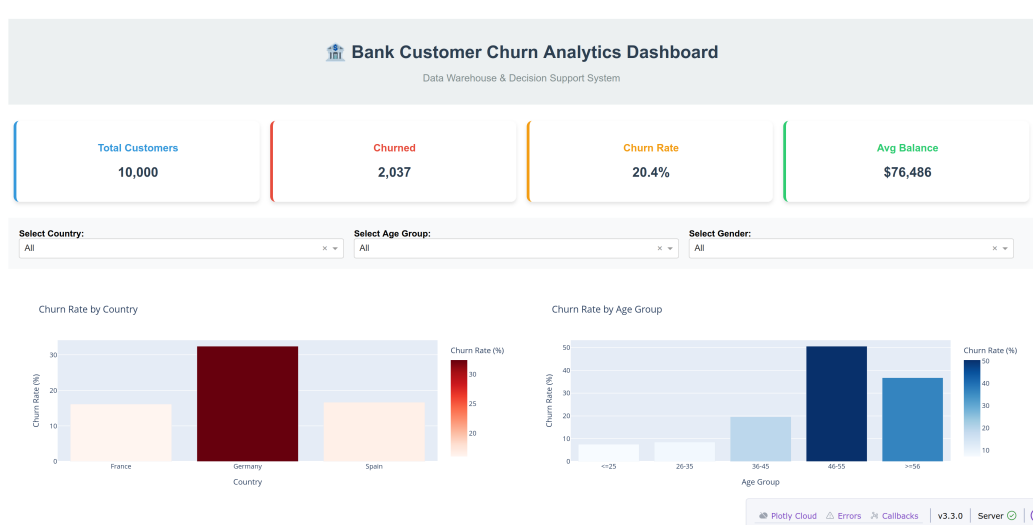 Bank Customer Churn Analytics Dashboard
Data Warehouse & Decision Support System
Total Customers
10,000
Churned
2,037
Churn Rate
20.4%
Avg Balance
$76,486
Select Country:
All
Select Age Group:
All
Select Gender:
All
Churn Rate by Country
Churn Rate (%)
30
20
10
0
France
Germany
Spain
Country
Churn Rate (%)
30
25
20
Churn Rate by Age Group
Churn Rate (%)
50
40
30
20
10
0
<=25
26-35
36-45
46-55
>=56
Age Group
Churn Rate (%)
50
40
30
20
10
Plotly Cloud Errors Callbacks v3.3.0 Server